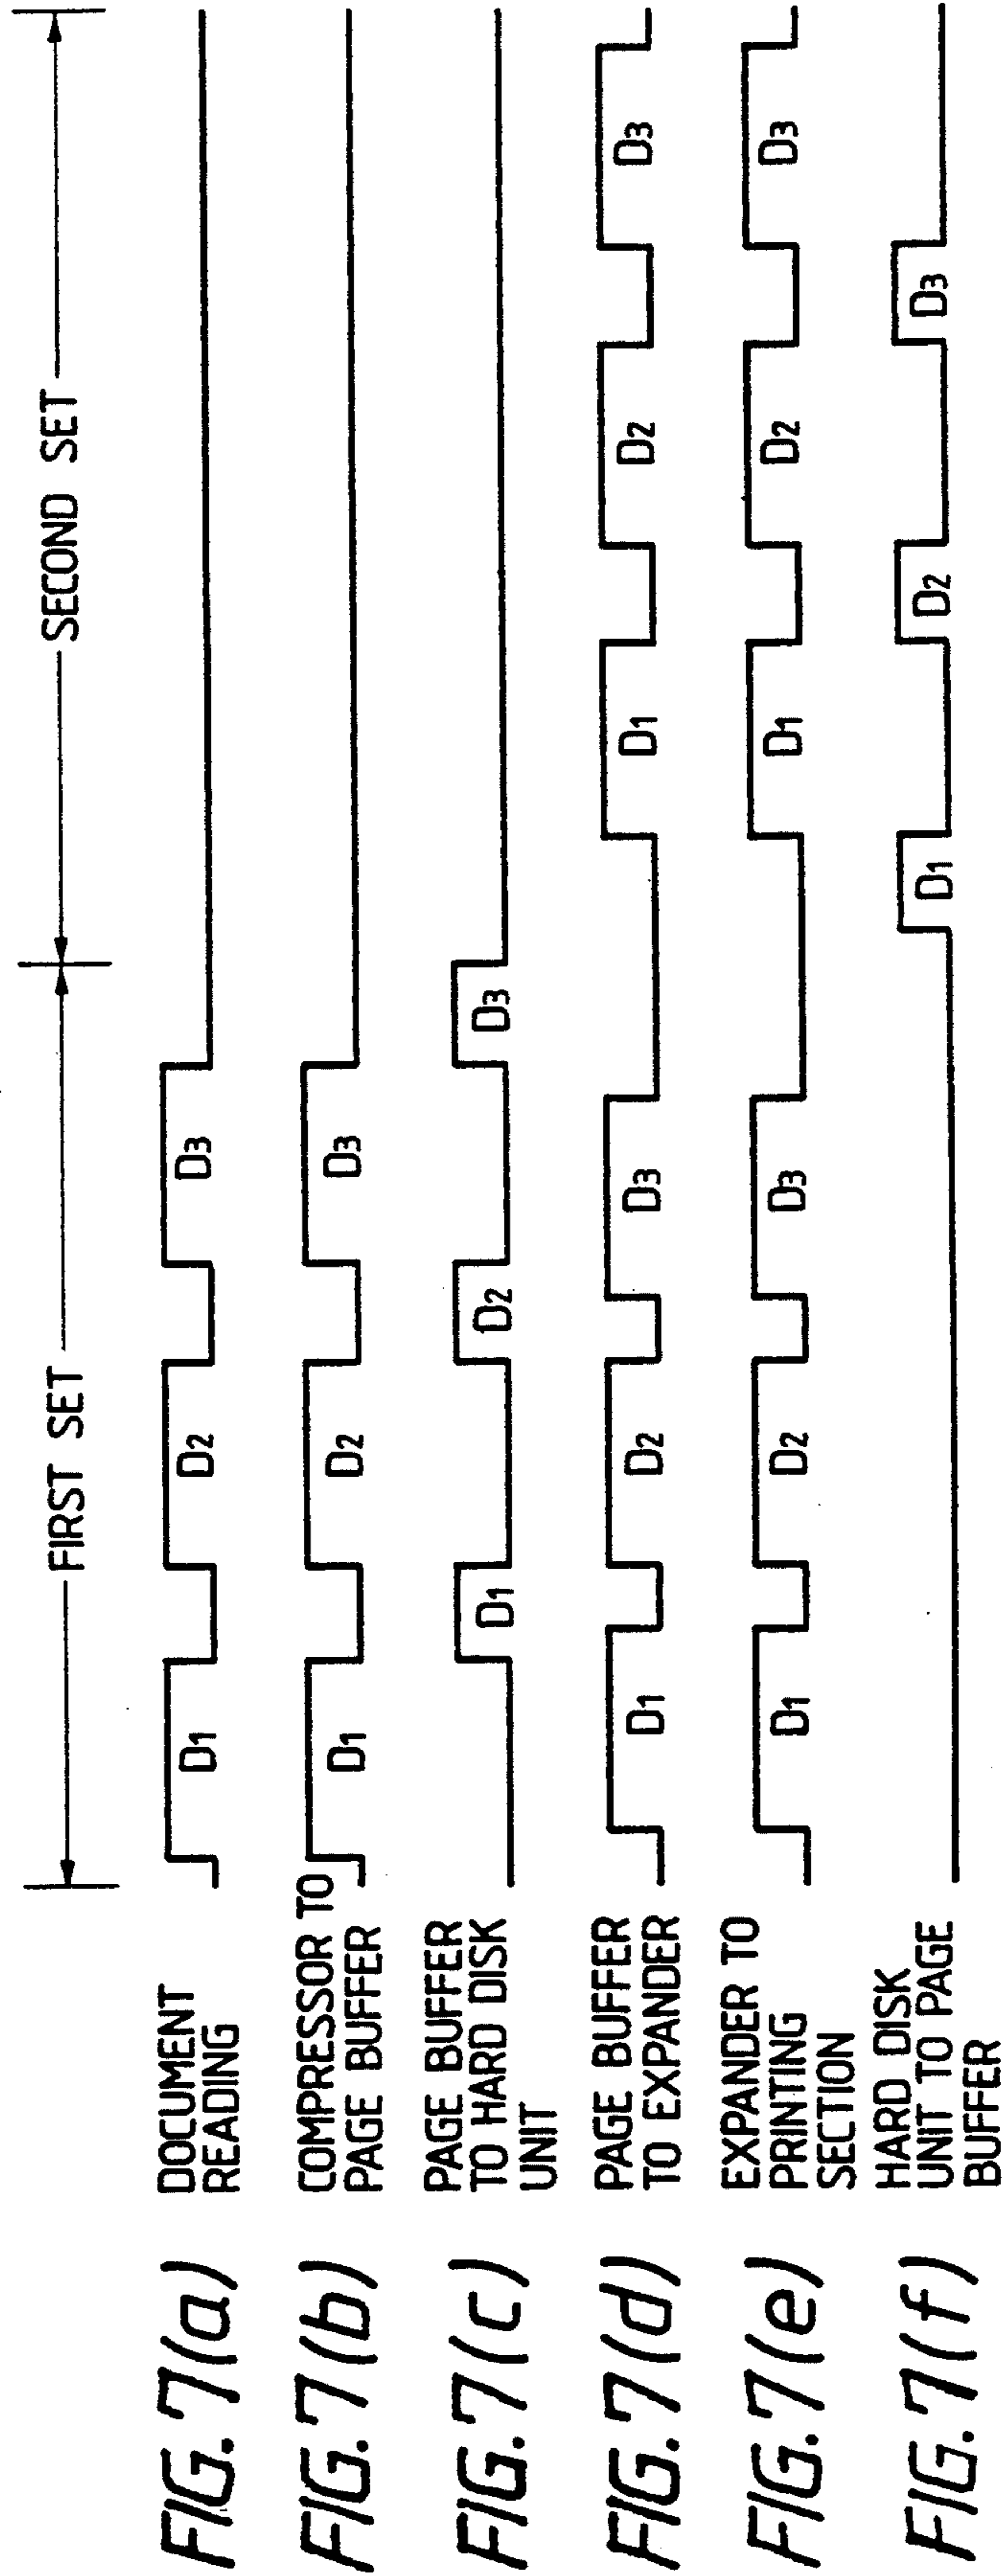 FIRST SET
SECOND SET
FIG. 7(a)
DOCUMENT
READING
D1 D2 D3
FIG. 7(b)
COMPRESSOR TO
PAGE BUFFER
D1 D2 D3
FIG. 7(c)
PAGE BUFFER
TO HARD DISK
UNIT
D1 D2 D3
FIG. 7(d)
PAGE BUFFER
TO EXPANDER
D1 D2 D3 D1 D2 D3
FIG. 7(e)
EXPANDER TO
PRINTING
SECTION
D1 D2 D3 D1 D2 D3
FIG. 7(f)
HARD DISK
UNIT TO PAGE
BUFFER
D1 D2 D3